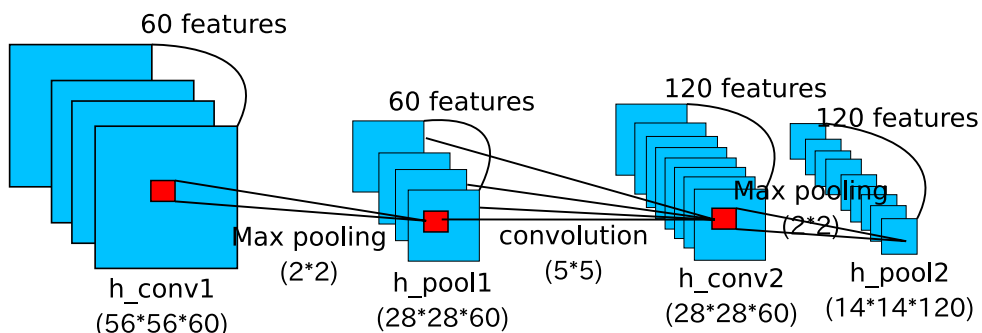 60 features
60 features
120 features
120 features
Max pooling
(2*2)
convolution
(5*5)
Max pooling
(2*2)
h_conv1
(56*56*60)
h_pool1
(28*28*60)
h_conv2
(28*28*60)
h_pool2
(14*14*120)